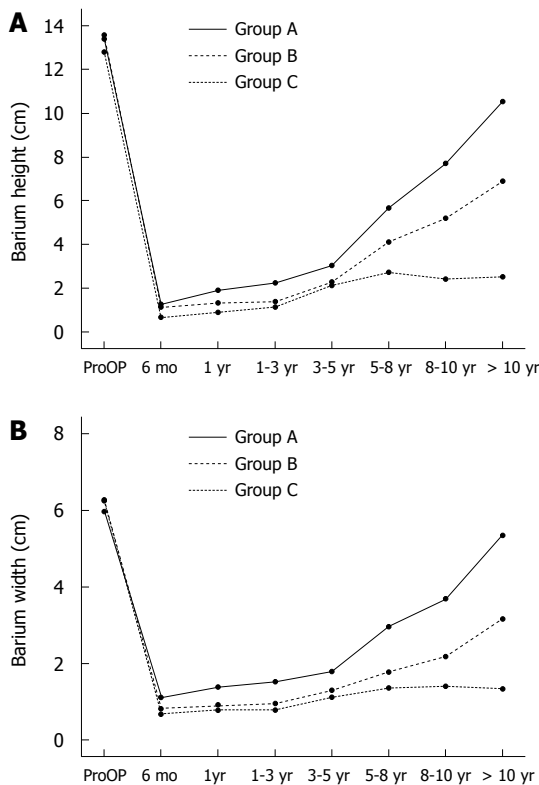 A
14
12
10
8
6
4
2
0
Barium height (cm)
Group A
Group B
Group C
ProOP 6 mo 1 yr 1-3 yr 3-5 yr 5-8 yr 8-10 yr > 10 yr
B
8
6
4
2
0
Barium width (cm)
Group A
Group B
Group C
ProOP 6 mo 1yr 1-3 yr 3-5 yr 5-8 yr 8-10 yr > 10 yr